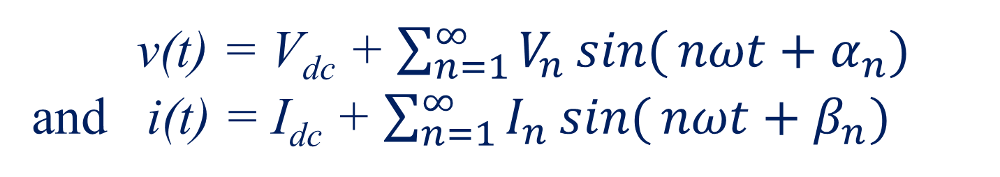 v(t) = V_dc + ∑_{n=1}^{∞} V_n sin( nωt + α_n )
and i(t) = I_dc + ∑_{n=1}^{∞} I_n sin( nωt + β_n )